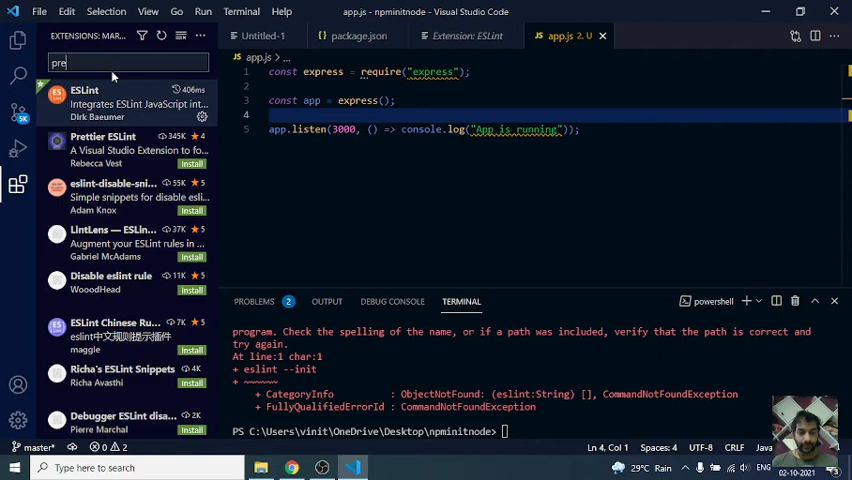 File Edit Selection View Go Run Terminal Help app.js - npminitnode - Visual Studio Code
EXTENSIONS: MAR...
Untitled-1 package.json Extension: ESLint app.js 2, U
pre
app.js > ...
1 const express = require("express");
2
3 const app = express();
4
5 app.listen(3000, () => console.log("App is running"));
ESLint 406ms
Integrates ESLint JavaScript int...
Dirk Baeumer
Prettier ESLint 345K 4
A Visual Studio Extension to fo...
Rebecca Vest Install
eslint-disable-sni... 55K 5
Simple snippets for disable esli...
Adam Knox Install
LintLens — ESLin... 37K 5
Augment your ESLint rules in ...
Gabriel McAdams Install
Disable eslint rule 11K 5
WooodHead Install
ESLint Chinese Ru... 7K 5
eslint中文规则提示插件
maggle Install
Richa's ESLint Snippets 4K
Richa Avasthi Install
Debugger ESLint disa... 2K
Pierre Marchal Install
5K
PROBLEMS 2 OUTPUT DEBUG CONSOLE TERMINAL powershell
program. Check the spelling of the name, or if a path was included, verify that the path is correct and
try again.
At line:1 char:1
+ eslint --init
+ ~~~~~~
+ CategoryInfo : ObjectNotFound: (eslint:String) [], CommandNotFoundException
+ FullyQualifiedErrorId : CommandNotFoundException
PS C:\Users\vinit\OneDrive\Desktop\npminitnode>
master* 0 2 Ln 4, Col 1 Spaces: 4 UTF-8 CRLF
Type here to search 29°C Rain ENG 02-10-2021 3